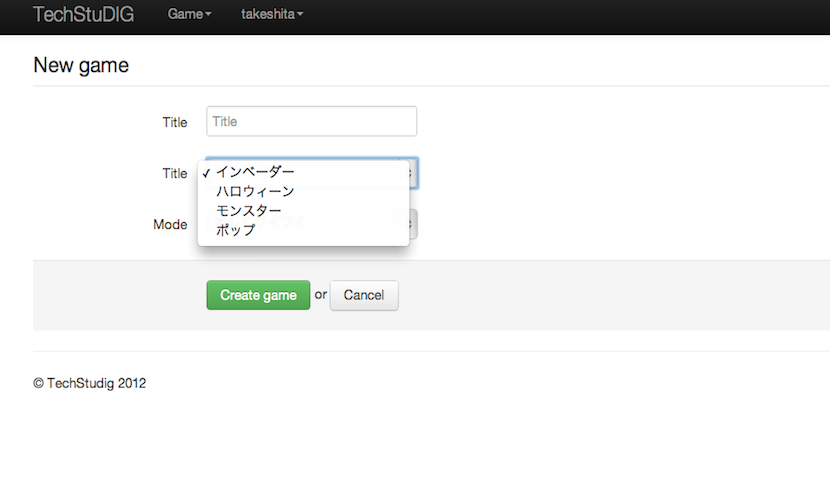 TechStuDIG Game takeshita
New game
Title Title
Title ✓ インベーダー
ハロウィーン
モンスター
Mode
ポップ
Create game or Cancel
© TechStudig 2012